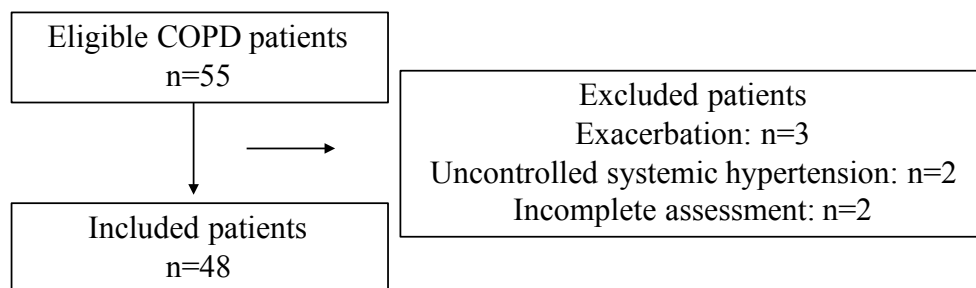 Eligible COPD patients
n=55
Excluded patients
Exacerbation: n=3
Uncontrolled systemic hypertension: n=2
Incomplete assessment: n=2
Included patients
n=48